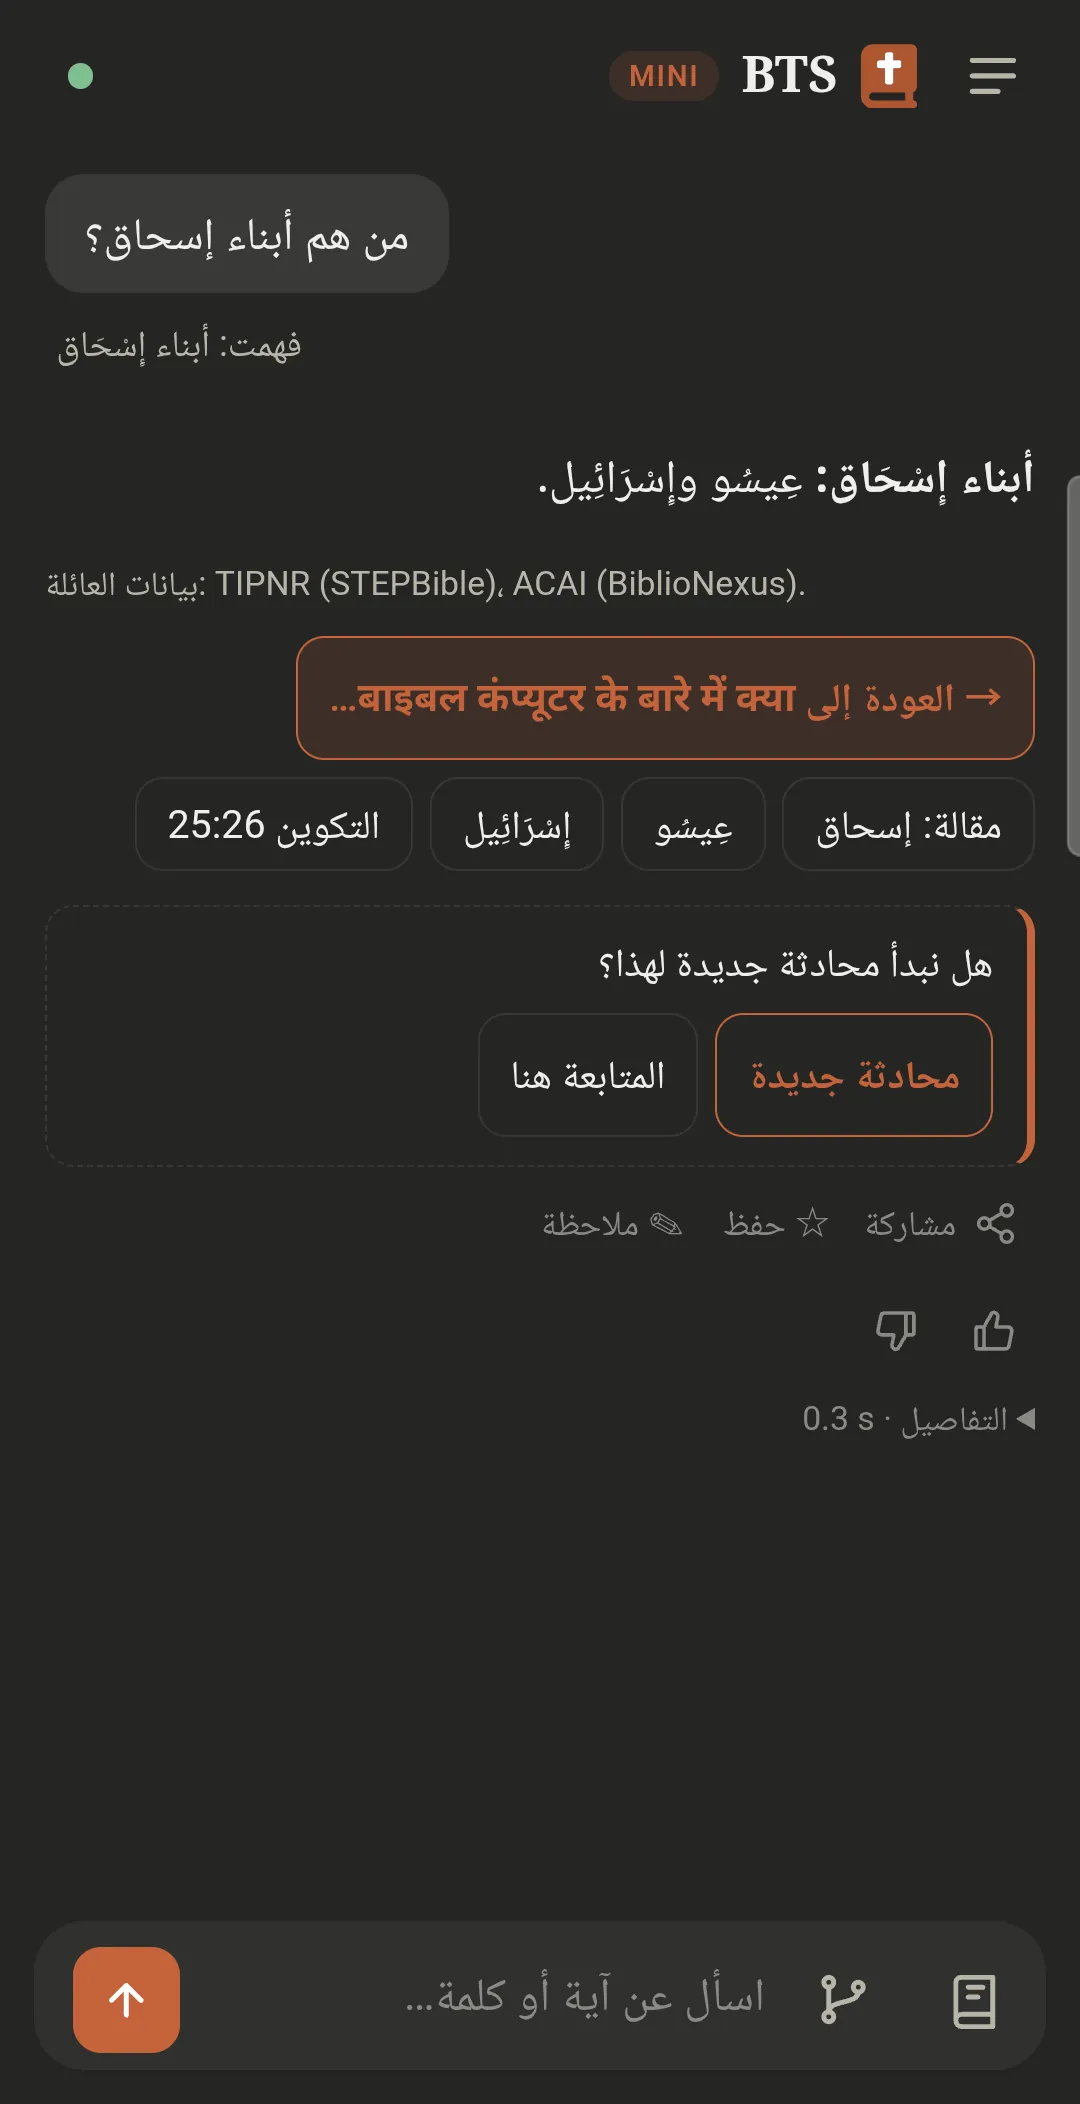 BTS MINI
من هم أبناء إسحاق؟
فهمت: أبناء إِسْحَاق
أبناء إِسْحَاق: عِيسُو وإِسْرَائِيل.
بيانات العائلة: TIPNR (STEPBible)، ACAI (BiblioNexus).
→ العودة إلى बाइबल कंप्यूटर के बारे में क्या…
مقالة: إسحاق عِيسُو إِسْرَائِيل التكوين 25:26
هل نبدأ محادثة جديدة لهذا؟
محادثة جديدة المتابعة هنا
مشاركة ☆ حفظ ✎ ملاحظة
◀ التفاصيل · 0.3 s
اسأل عن آية أو كلمة…